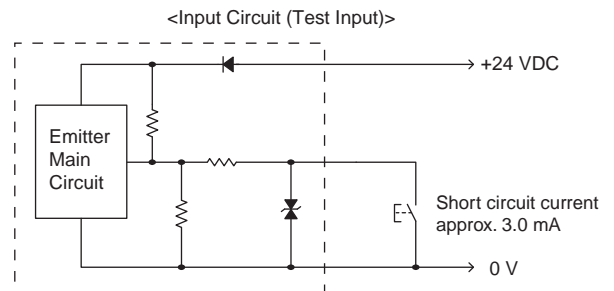 <Input Circuit (Test Input)>
+24 VDC
Emitter
Main
Circuit
Short circuit current
approx. 3.0 mA
0 V